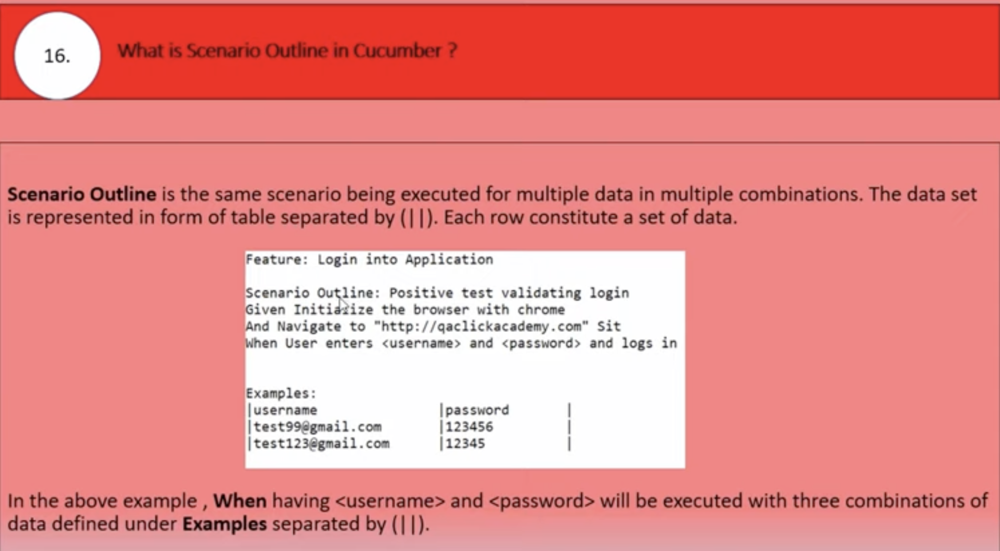 16.
What is Scenario Outline in Cucumber ?
Scenario Outline is the same scenario being executed for multiple data in multiple combinations. The data set
is represented in form of table separated by (||). Each row constitute a set of data.
Feature: Login into Application
Scenario Outline: Positive test validating login
Given Initialize the browser with chrome
And Navigate to "http://qaclickacademy.com" Sit
When User enters <username> and <password> and logs in
Examples:
|username |password |
|test99@gmail.com |123456 |
|test123@gmail.com |12345 |
In the above example , When having <username> and <password> will be executed with three combinations of
data defined under Examples separated by (||).